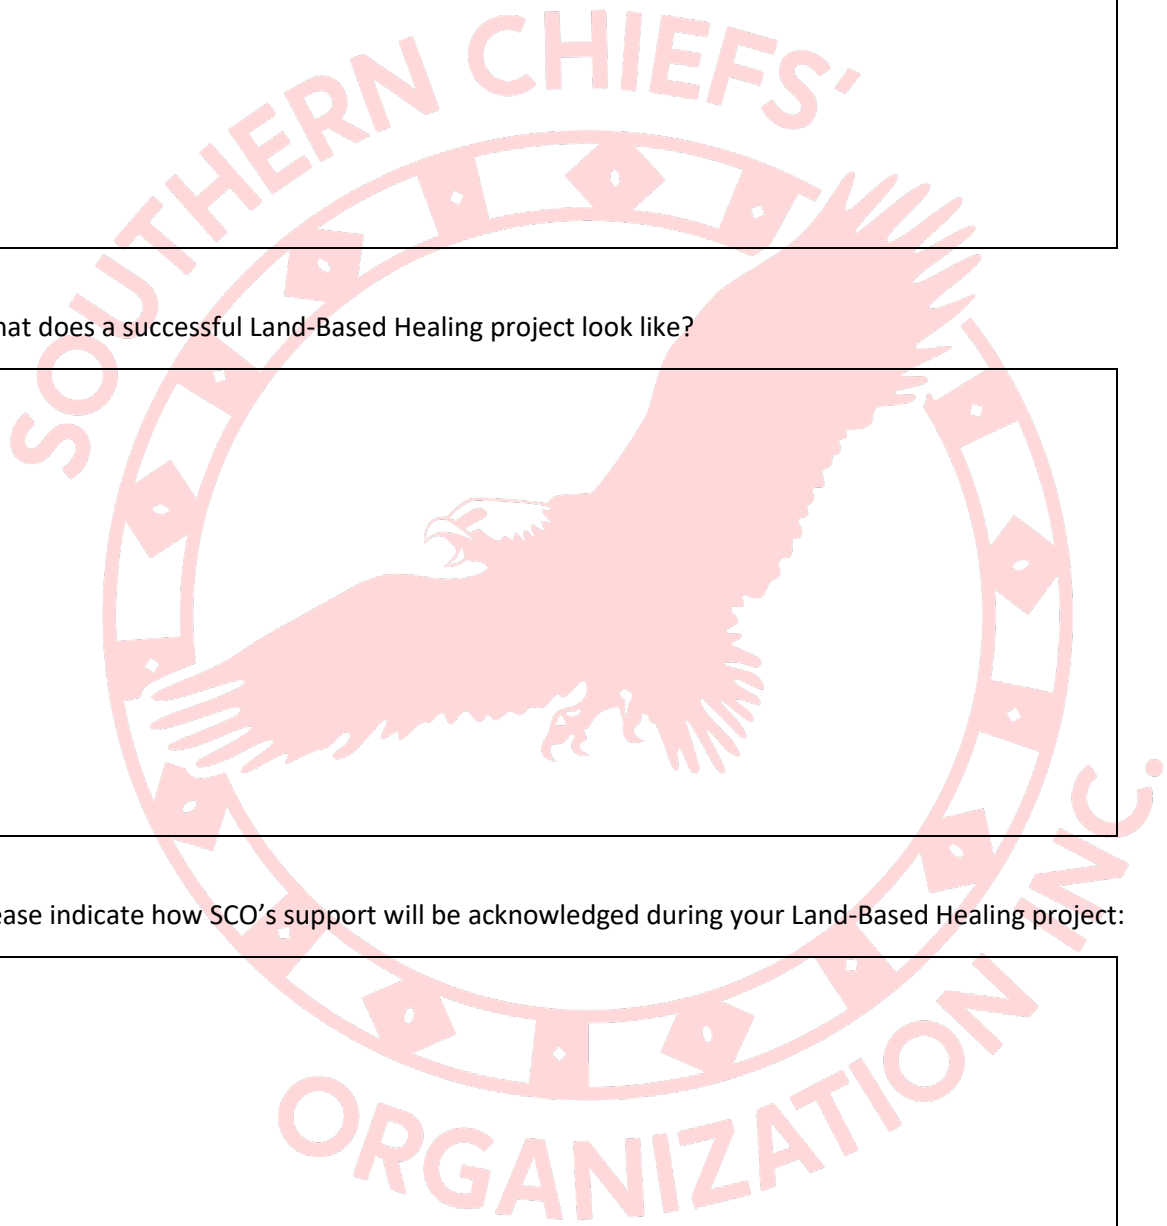 SOUTHERN CHIEFS'
hat does a successful Land-Based Healing project look like?
ease indicate how SCO's support will be acknowledged during your Land-Based Healing project:
ORGANIZATION INC.